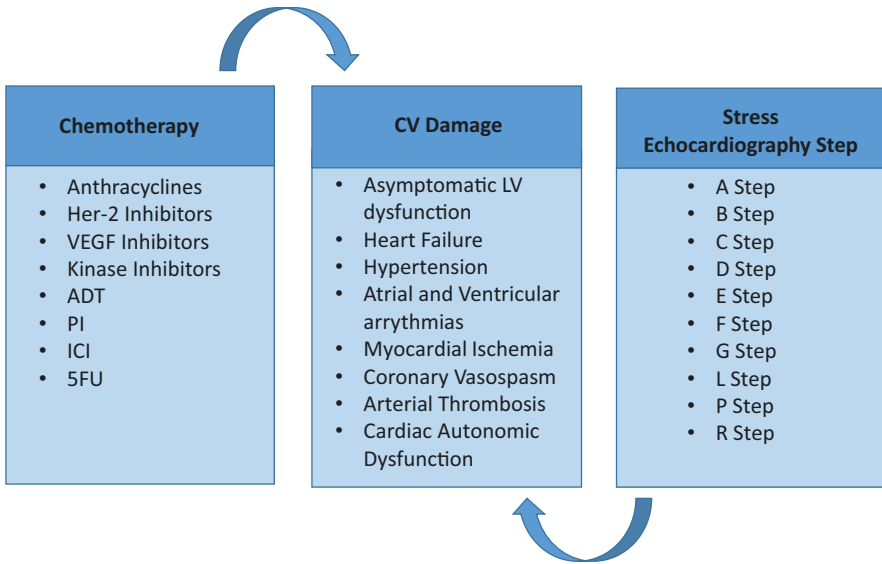 Chemotherapy
• Anthracyclines
• Her-2 Inhibitors
• VEGF Inhibitors
• Kinase Inhibitors
• ADT
• PI
• ICI
• 5FU
CV Damage
• Asymptomatic LV
dysfunction
• Heart Failure
• Hypertension
• Atrial and Ventricular
arrythmias
• Myocardial Ischemia
• Coronary Vasospasm
• Arterial Thrombosis
• Cardiac Autonomic
Dysfunction
Stress
Echocardiography Step
• A Step
• B Step
• C Step
• D Step
• E Step
• F Step
• G Step
• L Step
• P Step
• R Step